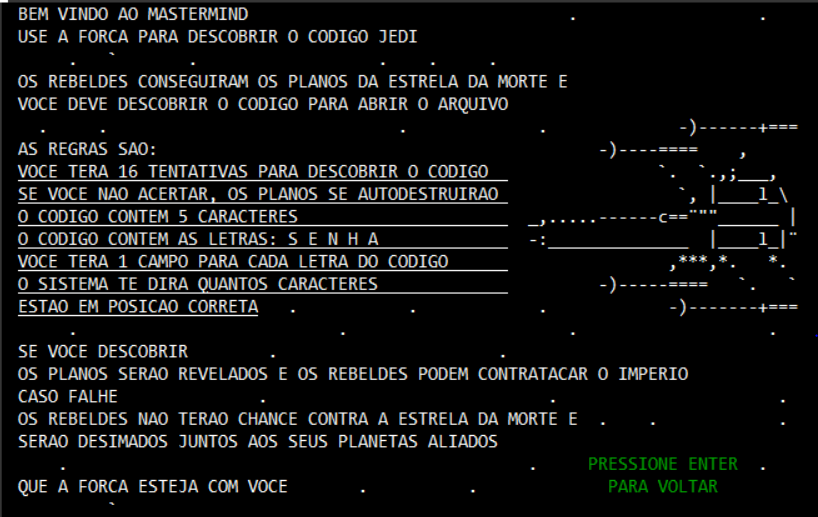 BEM VINDO AO MASTERMIND
USE A FORCA PARA DESCOBRIR O CODIGO JEDI
OS REBELDES CONSEGUIRAM OS PLANOS DA ESTRELA DA MORTE E
VOCE DEVE DESCOBRIR O CODIGO PARA ABRIR O ARQUIVO
AS REGRAS SAO:
VOCE TERA 16 TENTATIVAS PARA DESCOBRIR O CODIGO
SE VOCE NAO ACERTAR, OS PLANOS SE AUTODESTRUIRAO
O CODIGO CONTEM 5 CARACTERES
O CODIGO CONTEM AS LETRAS: S E N H A
VOCE TERA 1 CAMPO PARA CADA LETRA DO CODIGO
O SISTEMA TE DIRA QUANTOS CARACTERES
ESTAO EM POSICAO CORRETA
SE VOCE DESCOBRIR
OS PLANOS SERAO REVELADOS E OS REBELDES PODEM CONTRATACAR O IMPERIO
CASO FALHE
OS REBELDES NAO TERAO CHANCE CONTRA A ESTRELA DA MORTE E
SERAO DESIMADOS JUNTOS AOS SEUS PLANETAS ALIADOS
PRESSIONE ENTER
QUE A FORCA ESTEJA COM VOCE PARA VOLTAR